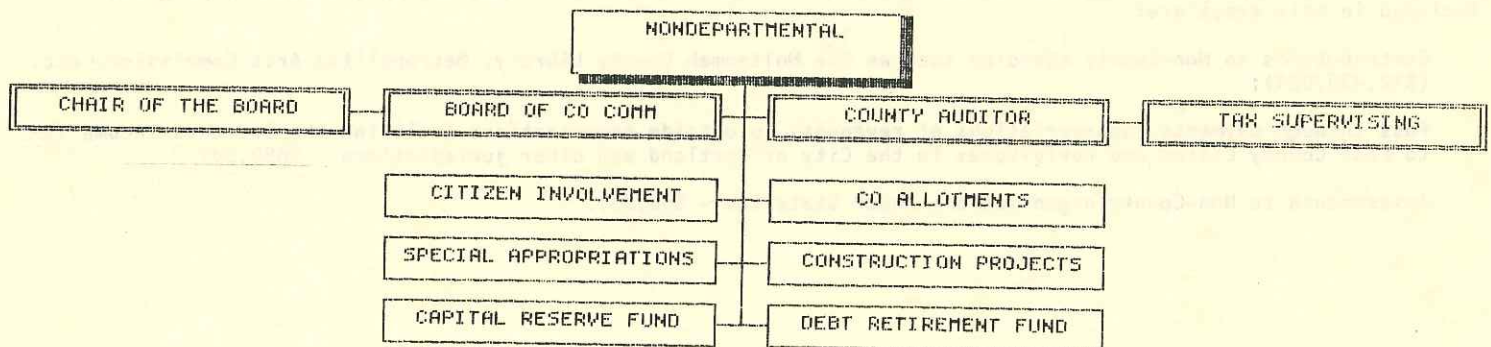 NONDEPARTMENTAL
CHAIR OF THE BOARD
BOARD OF CO COMM
COUNTY AUDITOR
TAX SUPERVISING
CITIZEN INVOLVEMENT
CO ALLOTMENTS
SPECIAL APPROPRIATIONS
CONSTRUCTION PROJECTS
CAPITAL RESERVE FUND
DEBT RETIREMENT FUND